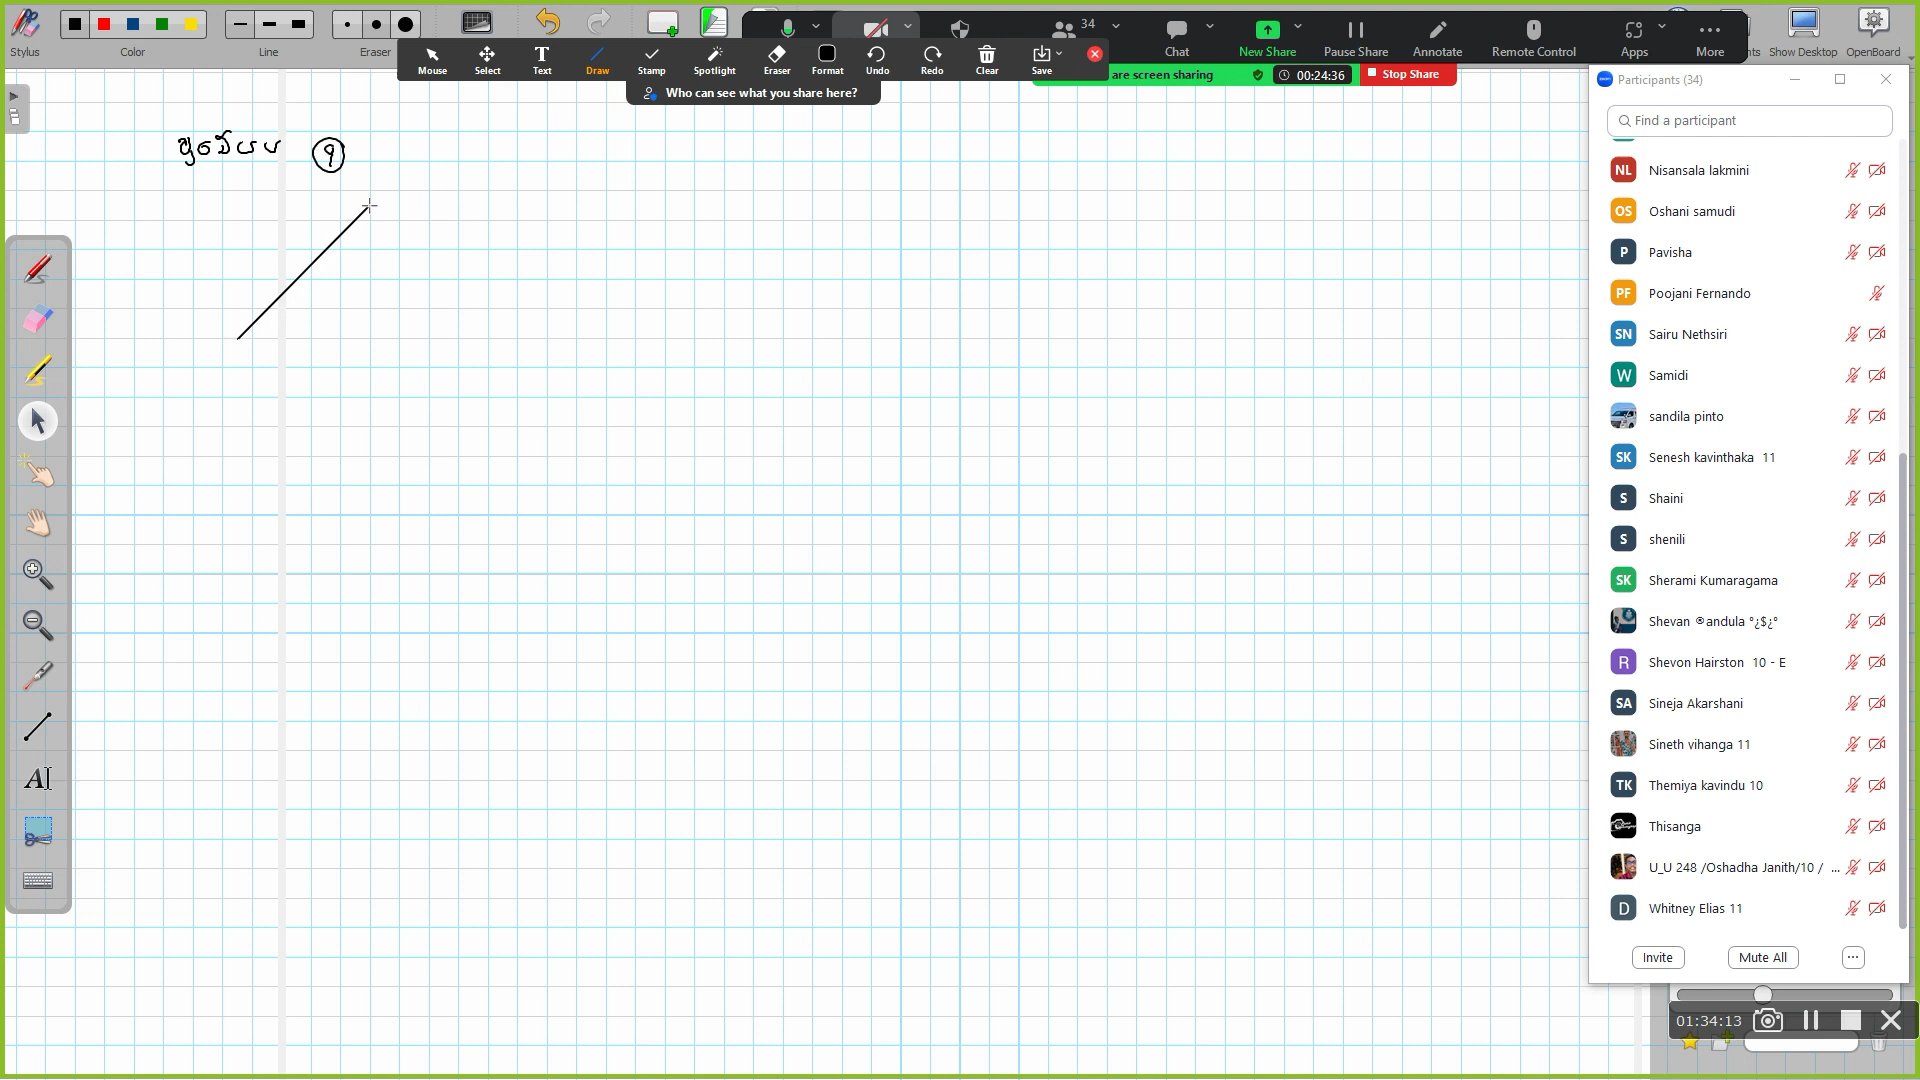 Stylus
Color
Line
Eraser
34
Chat
New Share
Pause Share
Annotate
Remote Control
Apps
More
Show Desktop
OpenBoard
Mouse
Select
Text
Draw
Stamp
Spotlight
Eraser
Format
Undo
Redo
Clear
Save
are screen sharing
00:24:36
Stop Share
Who can see what you share here?
Participants (34)
Find a participant
NL Nisansala lakmini
OS Oshani samudi
P Pavisha
PF Poojani Fernando
SN Sairu Nethsiri
W Samidi
sandila pinto
SK Senesh kavinthaka 11
S Shaini
S shenili
SK Sherami Kumaragama
Shevan ®andula °¿$¿°
R Shevon Hairston 10 - E
SA Sineja Akarshani
Sineth vihanga 11
TK Themiya kavindu 10
Thisanga
U_U 248 /Oshadha Janith/10 / ...
D Whitney Elias 11
Invite
Mute All
01:34:13